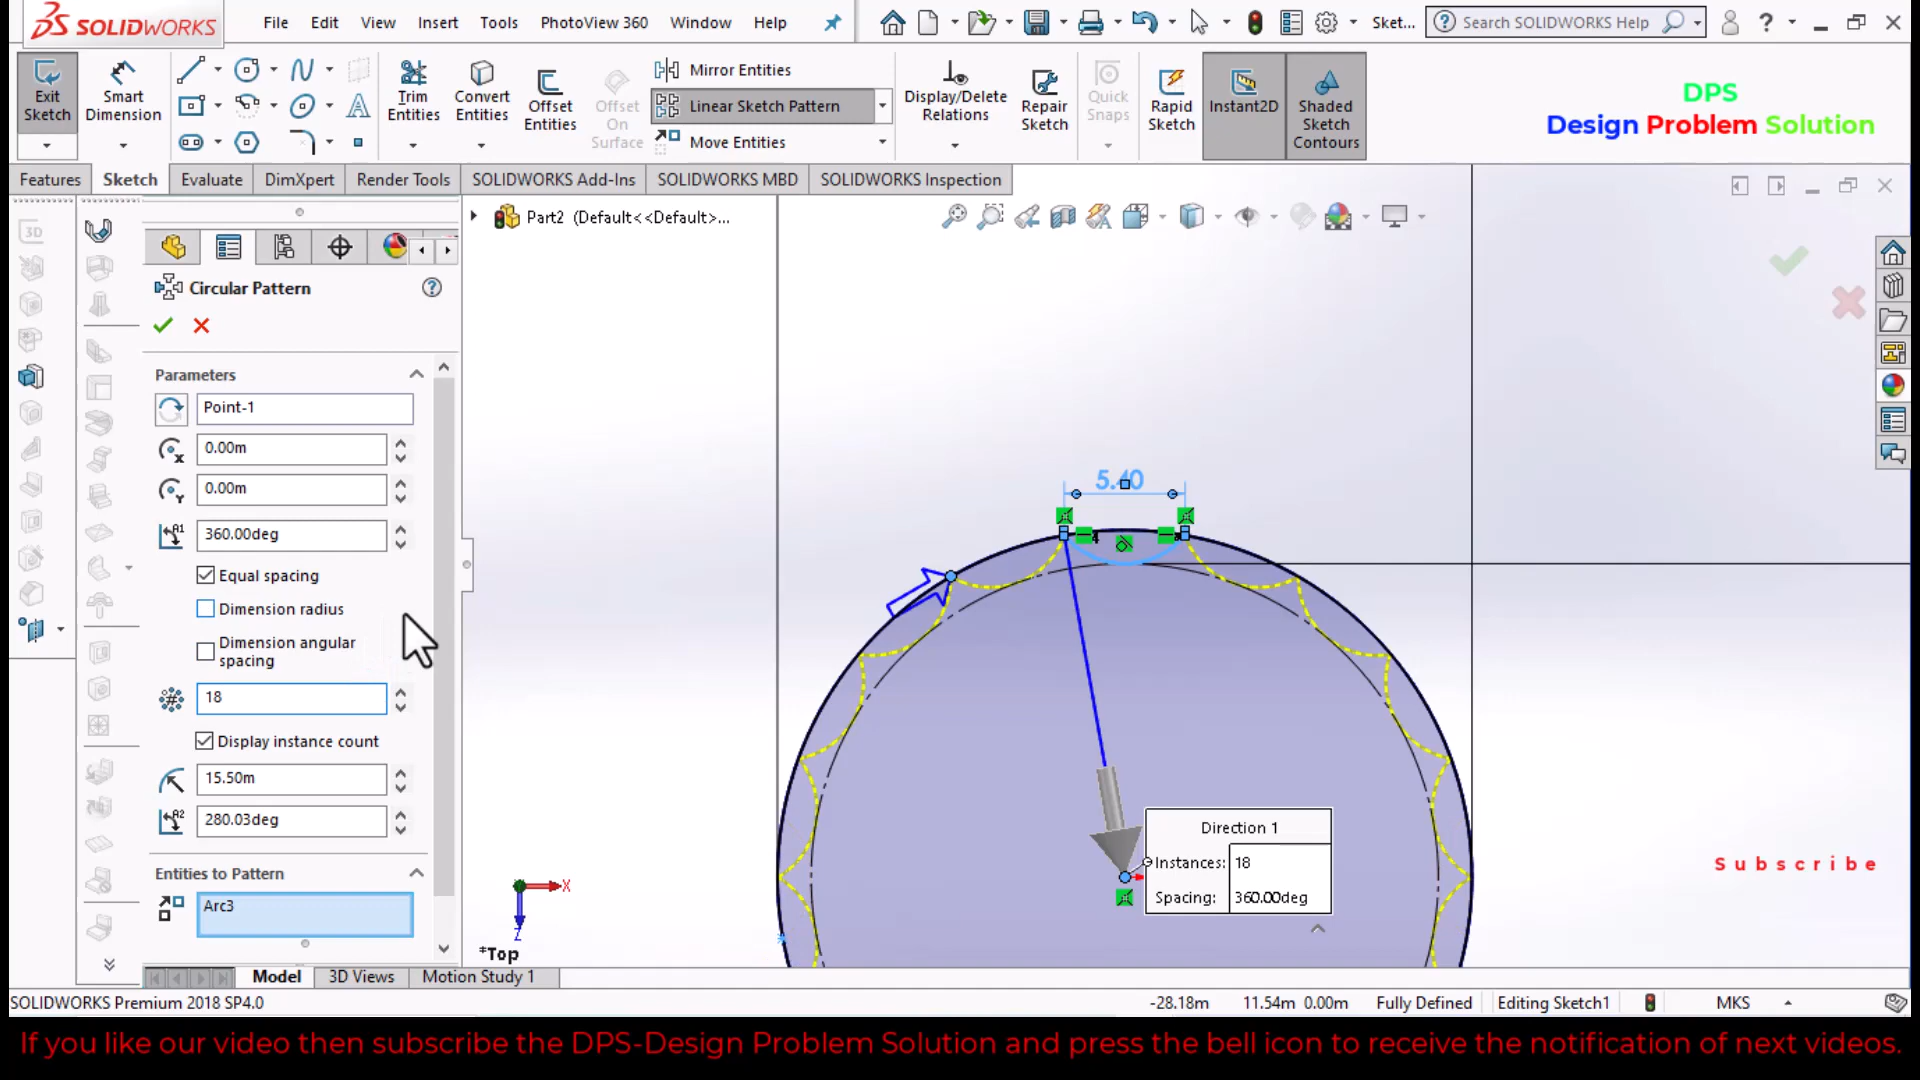 SOLIDWORKS
File Edit View Insert Tools PhotoView 360 Window Help
Sket...
Search SOLIDWORKS Help
Exit Sketch
Smart Dimension
Trim Entities
Convert Entities
Offset Entities
Offset On Surface
Mirror Entities
Linear Sketch Pattern
Move Entities
Display/Delete Relations
Repair Sketch
Quick Snaps
Rapid Sketch
Instant2D
Shaded Sketch Contours
DPS
Design Problem Solution
Features Sketch Evaluate DimXpert Render Tools SOLIDWORKS Add-Ins SOLIDWORKS MBD SOLIDWORKS Inspection
3D
Part2 (Default<<Default>...
Circular Pattern
Parameters
Point-1
0.00m
0.00m
360.00deg
Equal spacing
Dimension radius
Dimension angular spacing
18
Display instance count
15.50m
280.03deg
Entities to Pattern
Arc3
5.40
Direction 1
Instances: 18
Spacing: 360.00deg
X
Z
*Top
Subscribe
Model 3D Views Motion Study 1
SOLIDWORKS Premium 2018 SP4.0
-28.18m 11.54m 0.00m Fully Defined Editing Sketch1 MKS
If you like our video then subscribe the DPS-Design Problem Solution and press the bell icon to receive the notification of next videos.